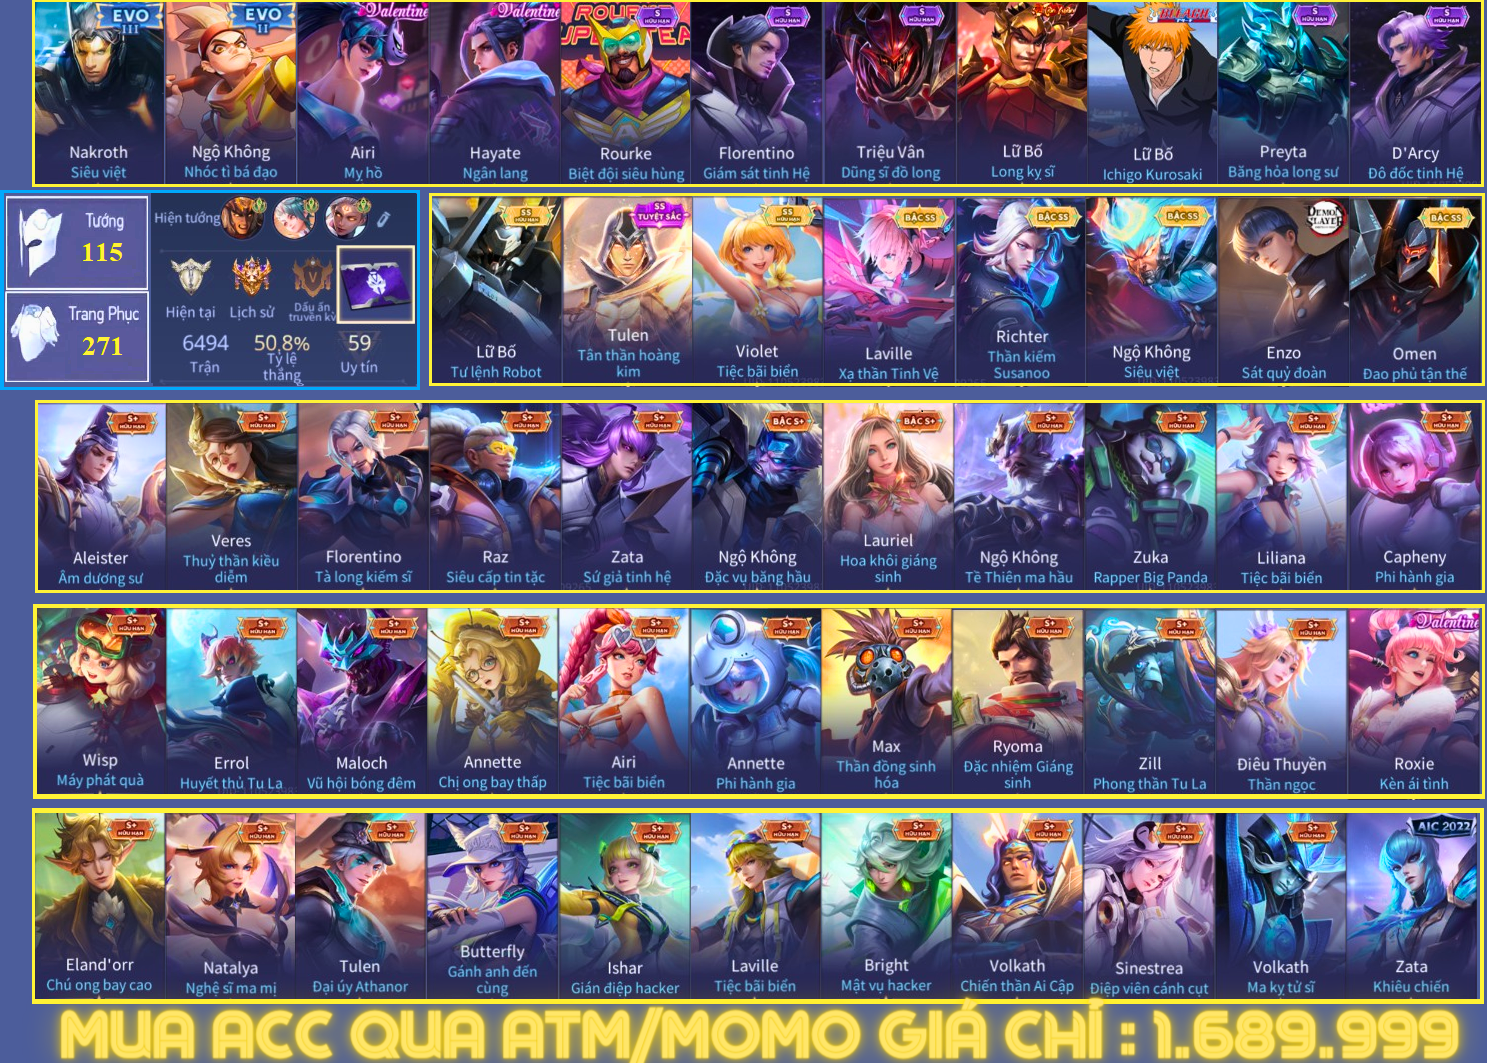 EVO III
EVO II
Valentine
Valentine
ROURKE
S HỮU HẠN
S HỮU HẠN
S HỮU HẠN
BLEACH
S HỮU HẠN
S HỮU HẠN
Nakroth
Siêu việt
Ngộ Không
Nhóc tì bá đạo
Airi
Mỵ hồ
Hayate
Ngân lang
Rourke
Biệt đội siêu hùng
Florentino
Giám sát tinh Hệ
Triệu Vân
Dũng sĩ đồ long
Lữ Bố
Long kỵ sĩ
Lữ Bố
Ichigo Kurosaki
Preyta
Băng hỏa long sư
D'Arcy
Đô đốc tinh Hệ
Tướng
115
Trang Phục
271
Hiện tướng
Hiện tại
Lịch sử
Dấu ấn truyền kỳ
V
6494
Trận
50,8%
Tỷ lệ thắng
59
Uy tín
SS HỮU HẠN
SS TUYỆT SẮC
SS HỮU HẠN
BẬC SS
BẬC SS
BẬC SS
DEMON SLAYER
BẬC SS
Lữ Bố
Tư lệnh Robot
Tulen
Tân thần hoàng kim
Violet
Tiệc bãi biển
Laville
Xạ thần Tinh Vệ
Richter
Thần kiếm Susanoo
Ngộ Không
Siêu việt
Enzo
Sát quỷ đoàn
Omen
Đao phủ tận thế
S+ HỮU HẠN
S+ HỮU HẠN
S+ HỮU HẠN
S+ HỮU HẠN
S+ HỮU HẠN
BẬC S+
BẬC S+
S+ HỮU HẠN
S+ HỮU HẠN
S+ HỮU HẠN
S+ HỮU HẠN
Aleister
Âm dương sư
Veres
Thuỷ thần kiều diễm
Florentino
Tà long kiếm sĩ
Raz
Siêu cấp tin tặc
Zata
Sứ giả tinh hệ
Ngộ Không
Đặc vụ băng hầu
Lauriel
Hoa khôi giáng sinh
Ngộ Không
Tề Thiên ma hầu
Zuka
Rapper Big Panda
Liliana
Tiệc bãi biển
Capheny
Phi hành gia
S+ HỮU HẠN
S+ HỮU HẠN
S+ HỮU HẠN
S+ HỮU HẠN
S+ HỮU HẠN
S+ HỮU HẠN
S+ HỮU HẠN
S+ HỮU HẠN
S+ HỮU HẠN
S+ HỮU HẠN
Valentine
Wisp
Máy phát quà
Errol
Huyết thủ Tu La
Maloch
Vũ hội bóng đêm
Annette
Chị ong bay thấp
Airi
Tiệc bãi biển
Annette
Phi hành gia
Max
Thần đồng sinh hóa
Ryoma
Đặc nhiệm Giáng sinh
Zill
Phong thần Tu La
Điêu Thuyền
Thần ngọc
Roxie
Kèn ái tình
S+ HỮU HẠN
S+ HỮU HẠN
S+ HỮU HẠN
S+ HỮU HẠN
S+ HỮU HẠN
S+ HỮU HẠN
S+ HỮU HẠN
S+ HỮU HẠN
S+ HỮU HẠN
S+ HỮU HẠN
AIC 2022
Eland'orr
Chú ong bay cao
Natalya
Nghệ sĩ ma mị
Tulen
Đại úy Athanor
Butterfly
Gánh anh đến cùng
Ishar
Gián điệp hacker
Laville
Tiệc bãi biển
Bright
Mật vụ hacker
Volkath
Chiến thần Ai Cập
Sinestrea
Điệp viên cánh cụt
Volkath
Ma kỵ tử sĩ
Zata
Khiêu chiến
MUA ACC QUA ATM/MOMO GIÁ CHỈ : 1.689.999